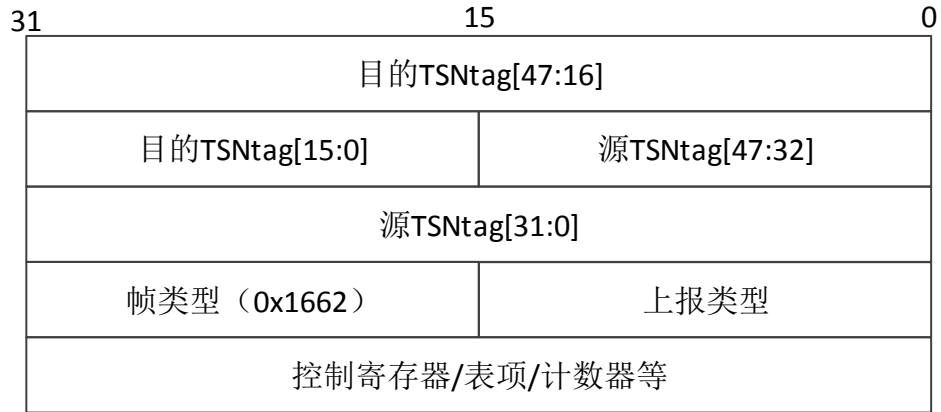 31 15 0
目的TSNtag[47:16]
目的TSNtag[15:0] 源TSNtag[47:32]
源TSNtag[31:0]
帧类型（0x1662） 上报类型
控制寄存器/表项/计数器等